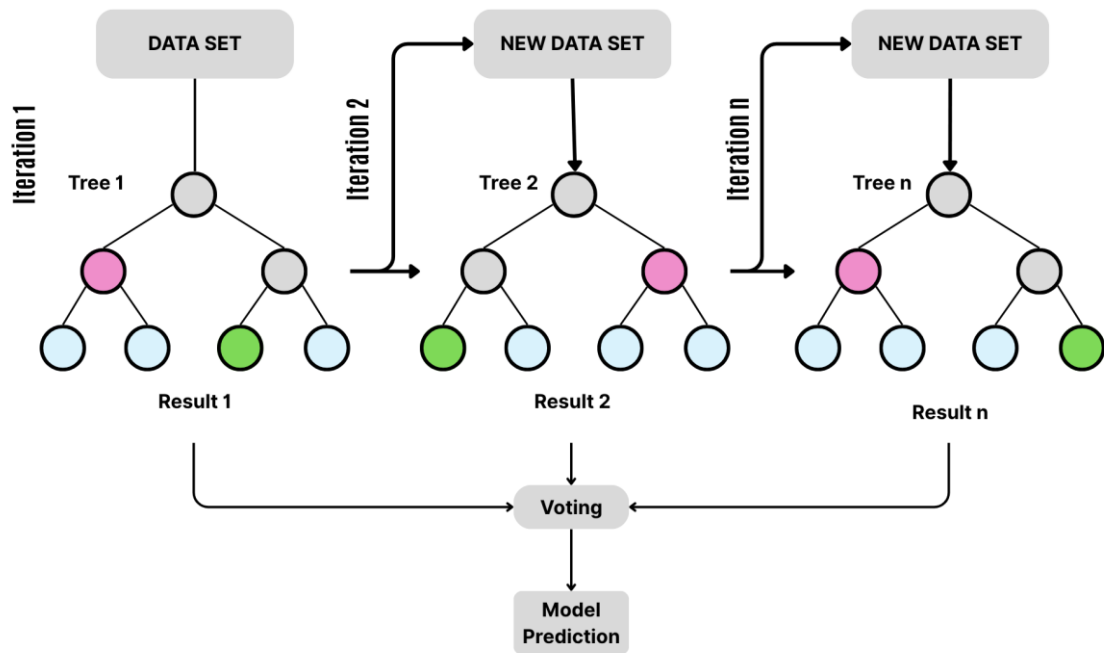 DATA SET
NEW DATA SET
NEW DATA SET
Iteration 1
Iteration 2
Iteration n
Tree 1
Tree 2
Tree n
Result 1
Result 2
Result n
Voting
Model
Prediction